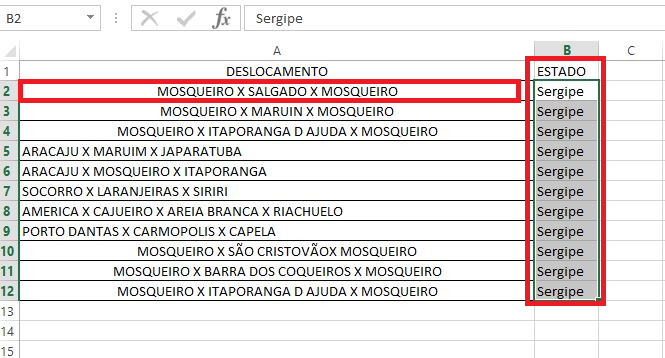 B2 fx Sergipe
A B C
1 DESLOCAMENTO ESTADO
2 MOSQUEIRO X SALGADO X MOSQUEIRO Sergipe
3 MOSQUEIRO X MARUIN X MOSQUEIRO Sergipe
4 MOSQUEIRO X ITAPORANGA D AJUDA X MOSQUEIRO Sergipe
5 ARACAJU X MARUIM X JAPARATUBA Sergipe
6 ARACAJU X MOSQUEIRO X ITAPORANGA Sergipe
7 SOCORRO X LARANJEIRAS X SIRIRI Sergipe
8 AMERICA X CAJUEIRO X AREIA BRANCA X RIACHUELO Sergipe
9 PORTO DANTAS X CARMOPOLIS X CAPELA Sergipe
10 MOSQUEIRO X SÃO CRISTOVÃOX MOSQUEIRO Sergipe
11 MOSQUEIRO X BARRA DOS COQUEIROS X MOSQUEIRO Sergipe
12 MOSQUEIRO X ITAPORANGA D AJUDA X MOSQUEIRO Sergipe
13
14
15